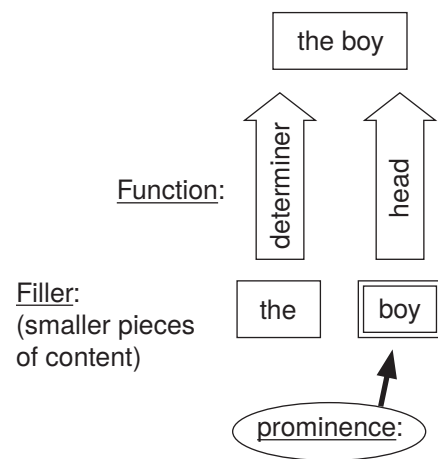 the boy
determiner
head
Function:
Filler:
(smaller pieces
of content)
the
boy
prominence: